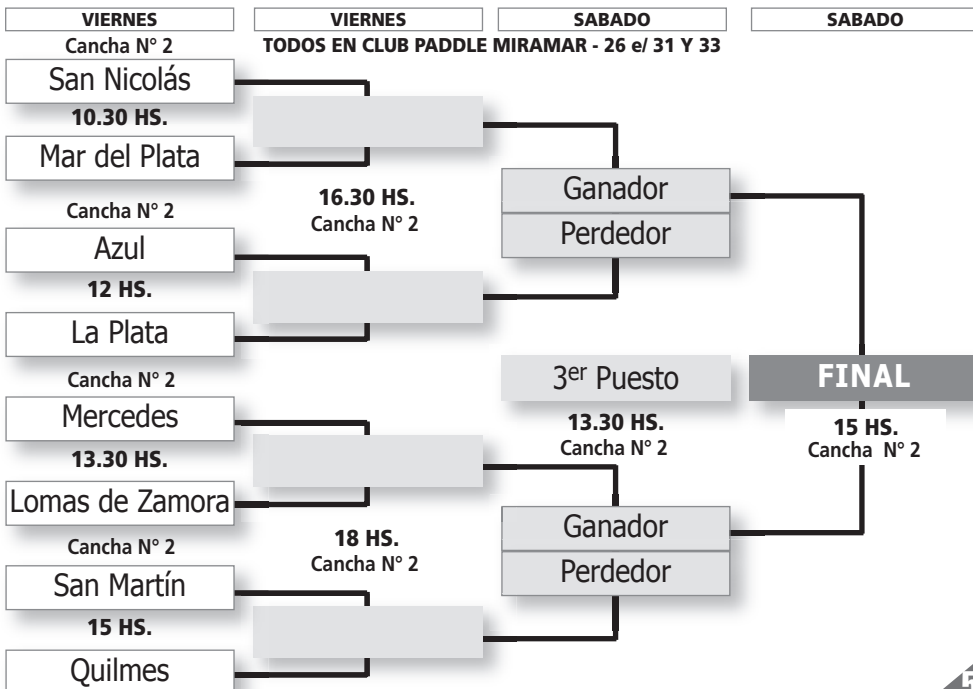 VIERNES
VIERNES
SABADO
SABADO
Cancha N° 2
TODOS EN CLUB PADDLE MIRAMAR - 26 e/ 31 Y 33
San Nicolás
10.30 HS.
Mar del Plata
Cancha N° 2
Azul
12 HS.
La Plata
Cancha N° 2
Mercedes
13.30 HS.
Lomas de Zamora
Cancha N° 2
San Martín
15 HS.
Quilmes
16.30 HS.
Cancha N° 2
18 HS.
Cancha N° 2
Ganador
Perdedor
3er Puesto
13.30 HS.
Cancha N° 2
Ganador
Perdedor
FINAL
15 HS.
Cancha N° 2